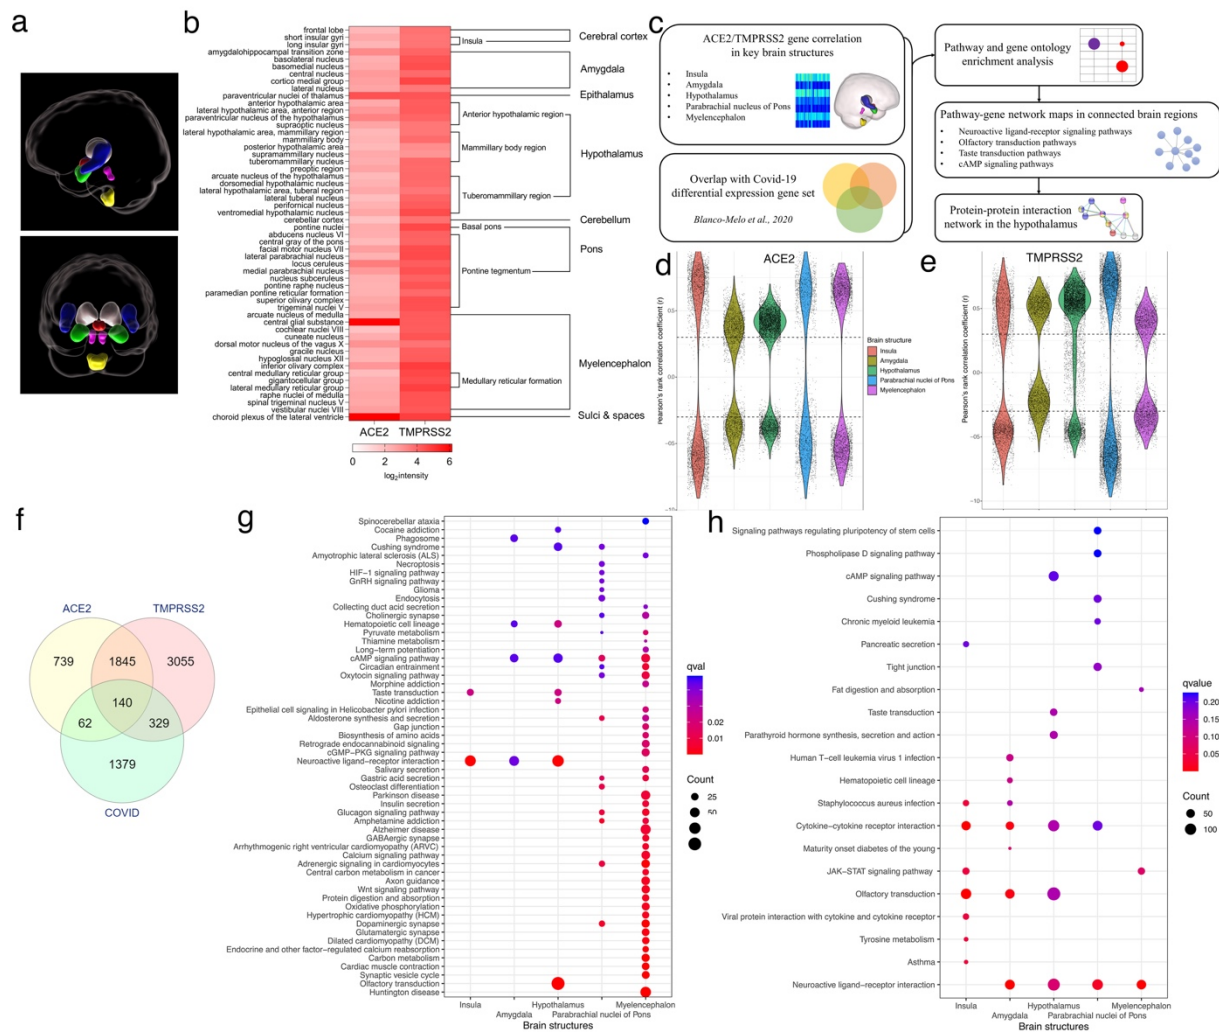 a
b
frontal lobe
short insular gyri
long insular gyri
amygdalohippocampal transition zone
basolateral nucleus
basomedial nucleus
central nucleus
cortico medial group
lateral nucleus
paraventricular nuclei of thalamus
anterior hypothalamic area
lateral hypothalamic area, anterior region
paraventricular nucleus of the hypothalamus
supraoptic nucleus
lateral hypothalamic area, mammillary region
mammillary body
posterior hypothalamic area
supramammillary nucleus
tuberomammillary nucleus
preoptic region
arcuate nucleus of the hypothalamus
dorsomedial hypothalamic nucleus
lateral hypothalamic area, tuberal region
lateral tuberal nucleus
perifornical nucleus
ventromedial hypothalamic nucleus
cerebellar cortex
pontine nuclei
abducens nucleus VI
central gray of the pons
facial motor nucleus VII
lateral parabrachial nucleus
locus ceruleus
medial parabrachial nucleus
nucleus subceruleus
pontine raphe nucleus
paramedian pontine reticular formation
superior olivary complex
trigeminal nuclei V
arcuate nucleus of medulla
central glial substance
cochlear nuclei VIII
cuneate nucleus
dorsal motor nucleus of the vagus X
gracile nucleus
hypoglossal nucleus XII
inferior olivary complex
central medullary reticular group
gigantocellular group
lateral medullary reticular group
raphe nuclei of medulla
spinal trigeminal nucleus V
vestibular nuclei VIII
choroid plexus of the lateral ventricle
Insula
Anterior hypothalamic region
Mammillary body region
Tuberomammillary region
Basal pons
Pontine tegmentum
Medullary reticular formation
Cerebral cortex
Amygdala
Epithalamus
Hypothalamus
Cerebellum
Pons
Myelencephalon
Sulci & spaces
ACE2 TMPRSS2
0 2 4 6
log2intensity
c
ACE2/TMPRSS2 gene correlation
in key brain structures
• Insula
• Amygdala
• Hypothalamus
• Parabrachial nucleus of Pons
• Myelencephalon
Overlap with Covid-19
differential expression gene set
Blanco-Melo et al., 2020
Pathway and gene ontology
enrichment analysis
Pathway-gene network maps in connected brain regions
• Neuroactive ligand-receptor signaling pathways
• Olfactory transduction pathways
• Taste transduction pathways
• cAMP signaling pathways
Protein-protein interaction
network in the hypothalamus
d
ACE2
Pearson's rank correlation coefficient (r)
0.5
0.0
Brain structure
Insula
Amygdala
Hypothalamus
Parabrachial nucleus of Pons
Myelencephalon
e
TMPRSS2
Pearson's rank correlation coefficient (r)
0.5
0.0
f
ACE2
TMPRSS2
739
1845
3055
140
62
329
1379
COVID
g
Spinocerebellar ataxia
Cocaine addiction
Phagosome
Cushing syndrome
Amyotrophic lateral sclerosis (ALS)
Necroptosis
HIF−1 signaling pathway
GnRH signaling pathway
Glioma
Endocytosis
Collecting duct acid secretion
Cholinergic synapse
Hematopoietic cell lineage
Pyruvate metabolism
Thiamine metabolism
Long−term potentiation
cAMP signaling pathway
Circadian entrainment
Oxytocin signaling pathway
Morphine addiction
Taste transduction
Nicotine addiction
Epithelial cell signaling in Helicobacter pylori infection
Aldosterone synthesis and secretion
Gap junction
Biosynthesis of amino acids
Retrograde endocannabinoid signaling
cGMP−PKG signaling pathway
Neuroactive ligand−receptor interaction
Salivary secretion
Gastric acid secretion
Osteoclast differentiation
Parkinson disease
Insulin secretion
Glucagon signaling pathway
Amphetamine addiction
Alzheimer disease
GABAergic synapse
Arrhythmogenic right ventricular cardiomyopathy (ARVC)
Calcium signaling pathway
Adrenergic signaling in cardiomyocytes
Central carbon metabolism in cancer
Axon guidance
Wnt signaling pathway
Protein digestion and absorption
Oxidative phosphorylation
Hypertrophic cardiomyopathy (HCM)
Dopaminergic synapse
Glutamatergic synapse
Dilated cardiomyopathy (DCM)
Endocrine and other factor−regulated calcium reabsorption
Carbon metabolism
Cardiac muscle contraction
Synaptic vesicle cycle
Olfactory transduction
Huntington disease
Insula
Amygdala
Hypothalamus
Parabrachial nuclei of Pons
Myelencephalon
Brain structures
qval
0.02
0.01
Count
25
50
h
Signaling pathways regulating pluripotency of stem cells
Phospholipase D signaling pathway
cAMP signaling pathway
Cushing syndrome
Chronic myeloid leukemia
Pancreatic secretion
Tight junction
Fat digestion and absorption
Taste transduction
Parathyroid hormone synthesis, secretion and action
Human T−cell leukemia virus 1 infection
Hematopoietic cell lineage
Staphylococcus aureus infection
Cytokine−cytokine receptor interaction
Maturity onset diabetes of the young
JAK−STAT signaling pathway
Olfactory transduction
Viral protein interaction with cytokine and cytokine receptor
Tyrosine metabolism
Asthma
Neuroactive ligand−receptor interaction
Insula
Amygdala
Hypothalamus
Parabrachial nuclei of Pons
Myelencephalon
Brain structures
qvalue
0.20
0.15
0.10
0.05
Count
50
100